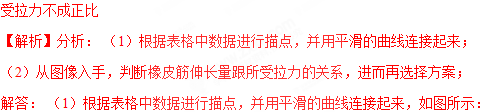 受拉力不成正比
【解析】分析：（1）根据表格中数据进行描点，并用平滑的曲线连接起来；
（2）从图像入手，判断橡皮筋伸长量跟所受拉力的关系，进而再选择方案；
解答：（1）根据表格中数据进行描点，并用平滑的曲线连接起来，如图所示：